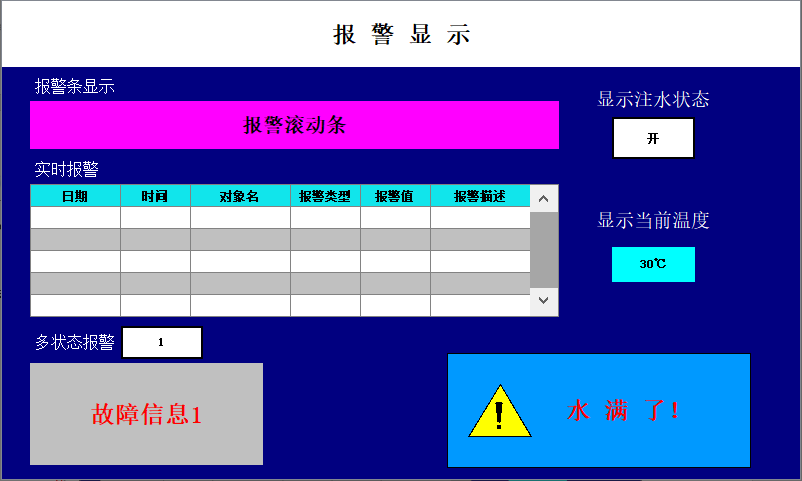 报 警 显 示
报警条显示
显示注水状态
报警滚动条
开
实时报警
日期 时间 对象名 报警类型 报警值 报警描述
显示当前温度
30℃
多状态报警 1
故障信息1
水 满 了!